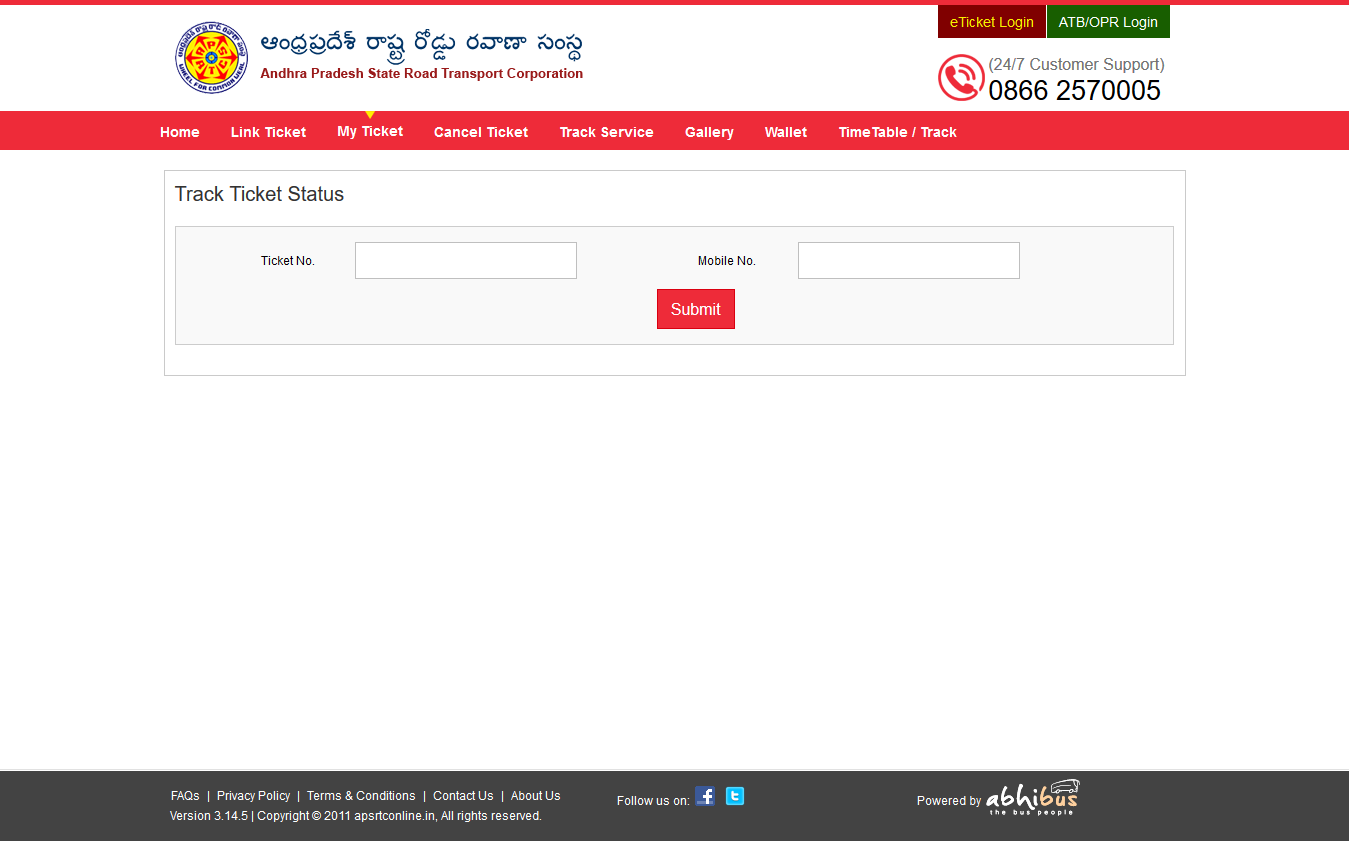 eTicket Login
ATB/OPR Login
ఆంధ్రప్రదేశ్ రాష్ట్ర రోడ్డు రవాణా సంస్థ
Andhra Pradesh State Road Transport Corporation
(24/7 Customer Support)
0866 2570005
Home
Link Ticket
My Ticket
Cancel Ticket
Track Service
Gallery
Wallet
TimeTable / Track
Track Ticket Status
Ticket No.
Mobile No.
Submit
FAQs | Privacy Policy | Terms & Conditions | Contact Us | About Us
Version 3.14.5 | Copyright © 2011 apsrtconline.in, All rights reserved.
Follow us on:
Powered by abhibus
the bus people